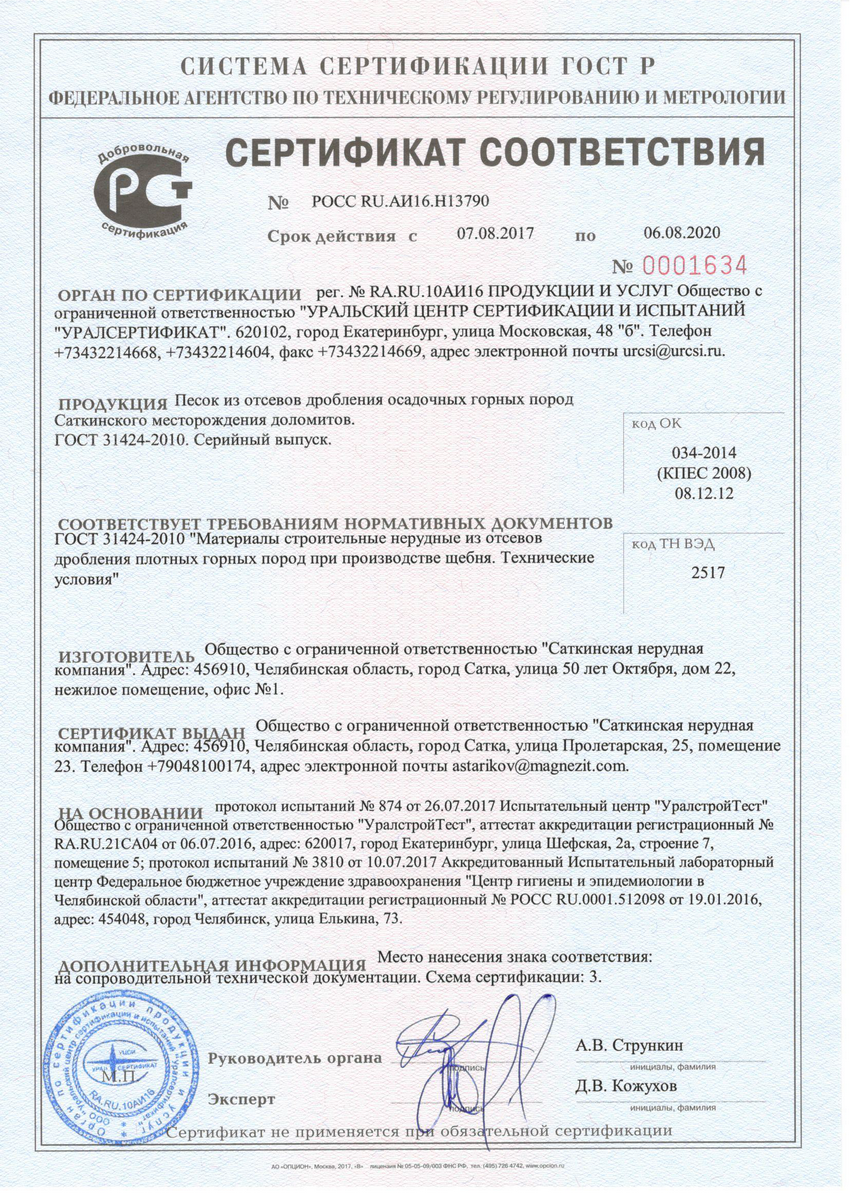 СИСТЕМА СЕРТИФИКАЦИИ ГОСТ Р
ФЕДЕРАЛЬНОЕ АГЕНТСТВО ПО ТЕХНИЧЕСКОМУ РЕГУЛИРОВАНИЮ И МЕТРОЛОГИИ
Добровольная
РСТ
сертификация
СЕРТИФИКАТ СООТВЕТСТВИЯ
№ РОСС RU.АИ16.Н13790
Срок действия с 07.08.2017 по 06.08.2020
№ 0001634
ОРГАН ПО СЕРТИФИКАЦИИ рег. № RA.RU.10АИ16 ПРОДУКЦИИ И УСЛУГ Общество с
ограниченной ответственностью "УРАЛЬСКИЙ ЦЕНТР СЕРТИФИКАЦИИ И ИСПЫТАНИЙ
"УРАЛСЕРТИФИКАТ". 620102, город Екатеринбург, улица Московская, 48 "б". Телефон
+73432214668, +73432214604, факс +73432214669, адрес электронной почты urcsi@urcsi.ru.
ПРОДУКЦИЯ Песок из отсевов дробления осадочных горных пород
Саткинского месторождения доломитов.
ГОСТ 31424-2010. Серийный выпуск.
код ОК
034-2014
(КПЕС 2008)
08.12.12
СООТВЕТСТВУЕТ ТРЕБОВАНИЯМ НОРМАТИВНЫХ ДОКУМЕНТОВ
ГОСТ 31424-2010 "Материалы строительные нерудные из отсевов
дробления плотных горных пород при производстве щебня. Технические
условия"
код ТН ВЭД
2517
ИЗГОТОВИТЕЛЬ Общество с ограниченной ответственностью "Саткинская нерудная
компания". Адрес: 456910, Челябинская область, город Сатка, улица 50 лет Октября, дом 22,
нежилое помещение, офис №1.
СЕРТИФИКАТ ВЫДАН Общество с ограниченной ответственностью "Саткинская нерудная
компания". Адрес: 456910, Челябинская область, город Сатка, улица Пролетарская, 25, помещение
23. Телефон +79048100174, адрес электронной почты astarikov@magnezit.com.
НА ОСНОВАНИИ протокол испытаний № 874 от 26.07.2017 Испытательный центр "УралстройТест"
Общество с ограниченной ответственностью "УралстройТест", аттестат аккредитации регистрационный №
RA.RU.21СА04 от 06.07.2016, адрес: 620017, город Екатеринбург, улица Шефская, 2а, строение 7,
помещение 5; протокол испытаний № 3810 от 10.07.2017 Аккредитованный Испытательный лабораторный
центр Федеральное бюджетное учреждение здравоохранения "Центр гигиены и эпидемиологии в
Челябинской области", аттестат аккредитации регистрационный № РОСС RU.0001.512098 от 19.01.2016,
адрес: 454048, город Челябинск, улица Елькина, 73.
ДОПОЛНИТЕЛЬНАЯ ИНФОРМАЦИЯ Место нанесения знака соответствия:
на сопроводительной технической документации. Схема сертификации: 3.
Орган по сертификации продукции и услуг
ООО "Уральский центр сертификации и испытаний "Уралсертификат"
УЦСИ
УРАЛСЕРТИФИКАТ
М.П.
RA.RU.10АИ16
Руководитель органа
подпись
А.В. Стрункин
инициалы, фамилия
Эксперт
подпись
Д.В. Кожухов
инициалы, фамилия
Сертификат не применяется при обязательной сертификации
АО «ОПЦИОН», Москва, 2017, «В» лицензия № 05-05-09/003 ФНС РФ, тел. (495) 726 4742, www.opcion.ru